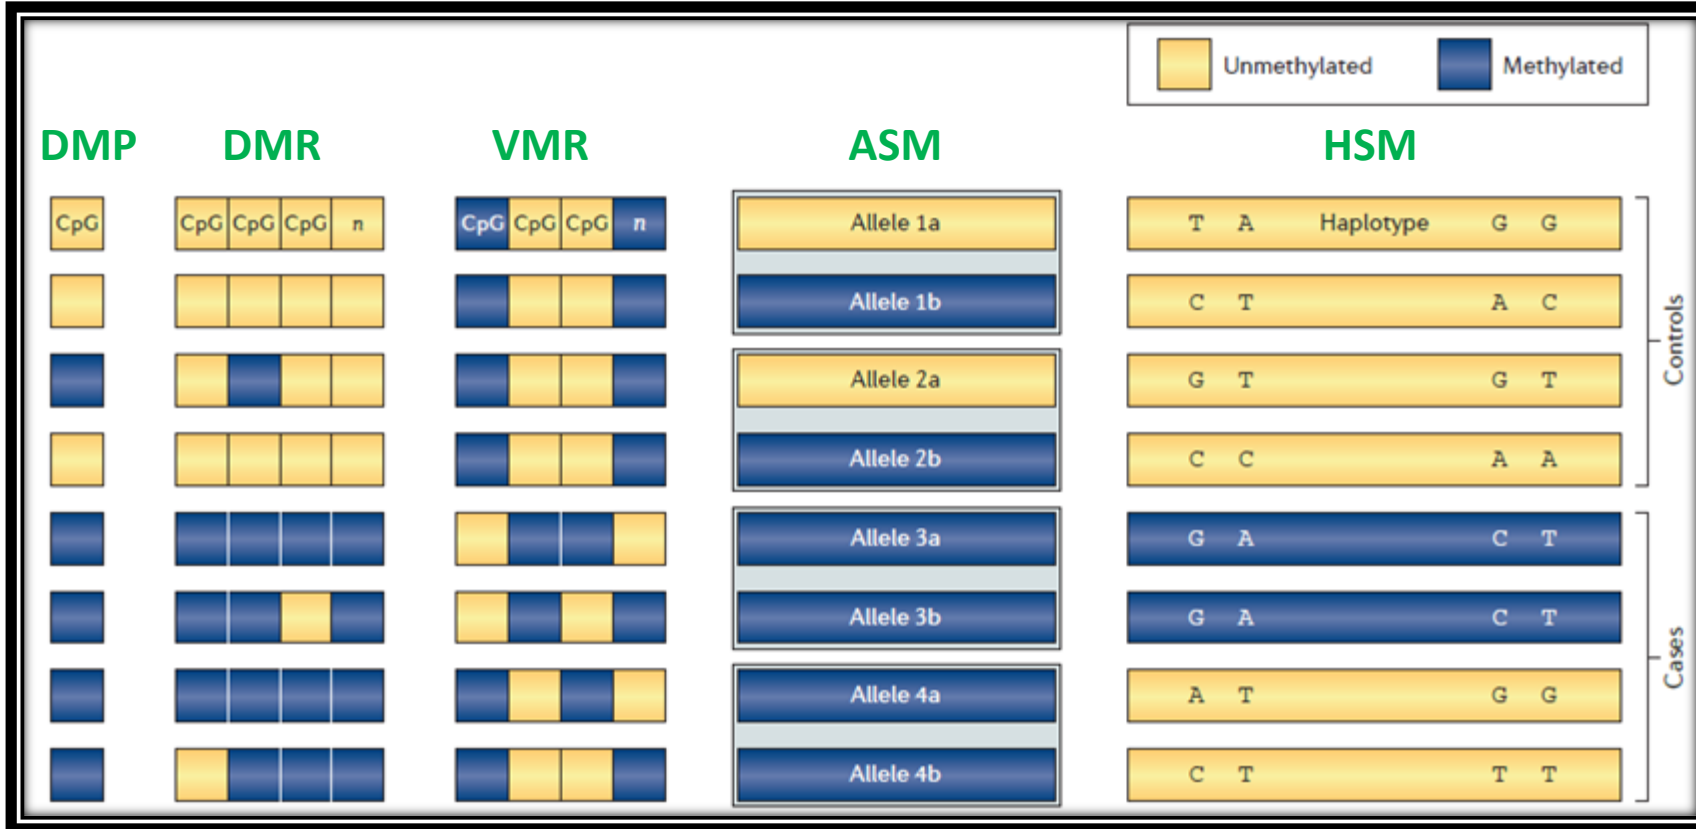 Unmethylated Methylated
DMP DMR VMR ASM HSM
CpG CpG CpG CpG n CpG CpG CpG n Allele 1a T A Haplotype G G
Allele 1b C T A C
Allele 2a G T G T
Allele 2b C C A A
Controls
Allele 3a G A C T
Allele 3b G A C T
Allele 4a A T G G
Allele 4b C T T T
Cases